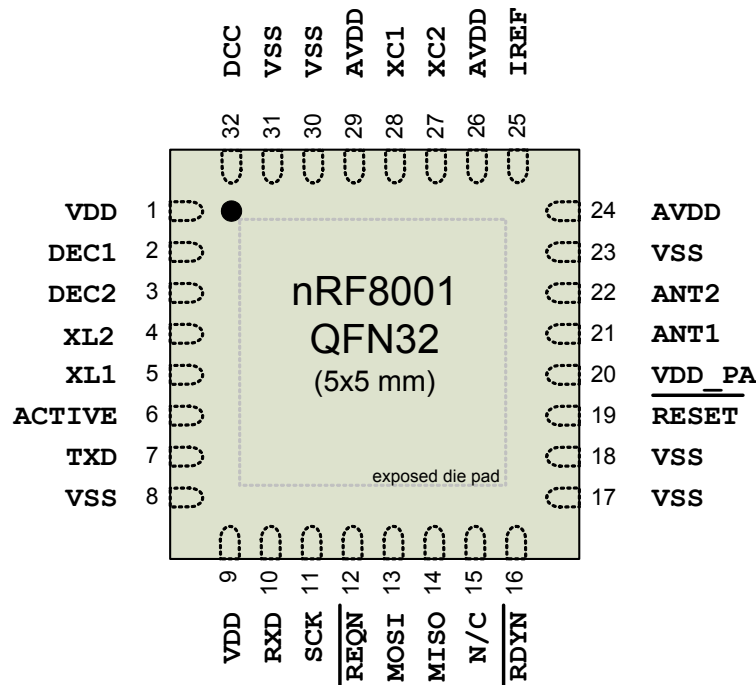 DCC VSS VSS AVDD XC1 XC2 AVDD IREF
32 31 30 29 28 27 26 25
VDD 1
DEC1 2
DEC2 3
XL2 4
XL1 5
ACTIVE 6
TXD 7
VSS 8
nRF8001
QFN32
(5x5 mm)
exposed die pad
24 AVDD
23 VSS
22 ANT2
21 ANT1
20 VDD_PA
19 RESET
18 VSS
17 VSS
9 10 11 12 13 14 15 16
VDD RXD SCK REQN MOSI MISO N/C RDYN